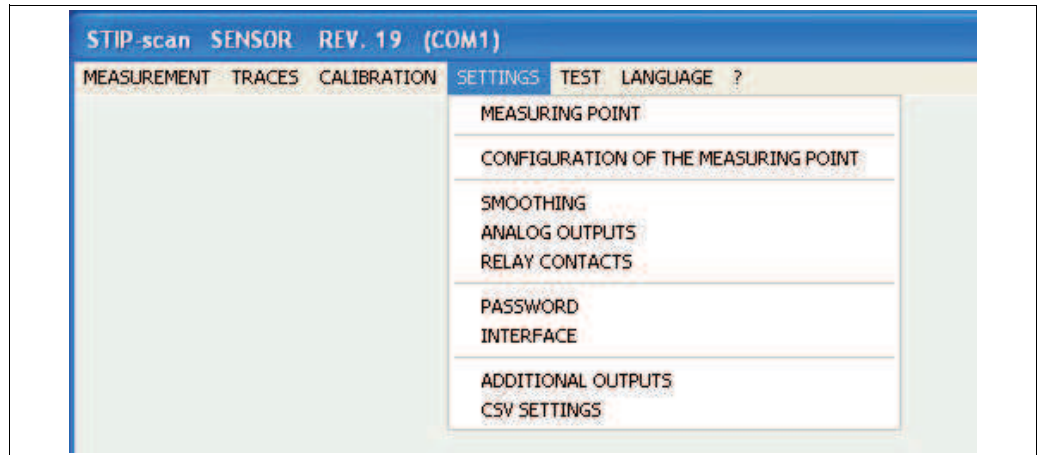 STIP-scan SENSOR REV. 19 (COM1)
MEASUREMENT TRACES CALIBRATION SETTINGS TEST LANGUAGE ?
MEASURING POINT
CONFIGURATION OF THE MEASURING POINT
SMOOTHING
ANALOG OUTPUTS
RELAY CONTACTS
PASSWORD
INTERFACE
ADDITIONAL OUTPUTS
CSV SETTINGS